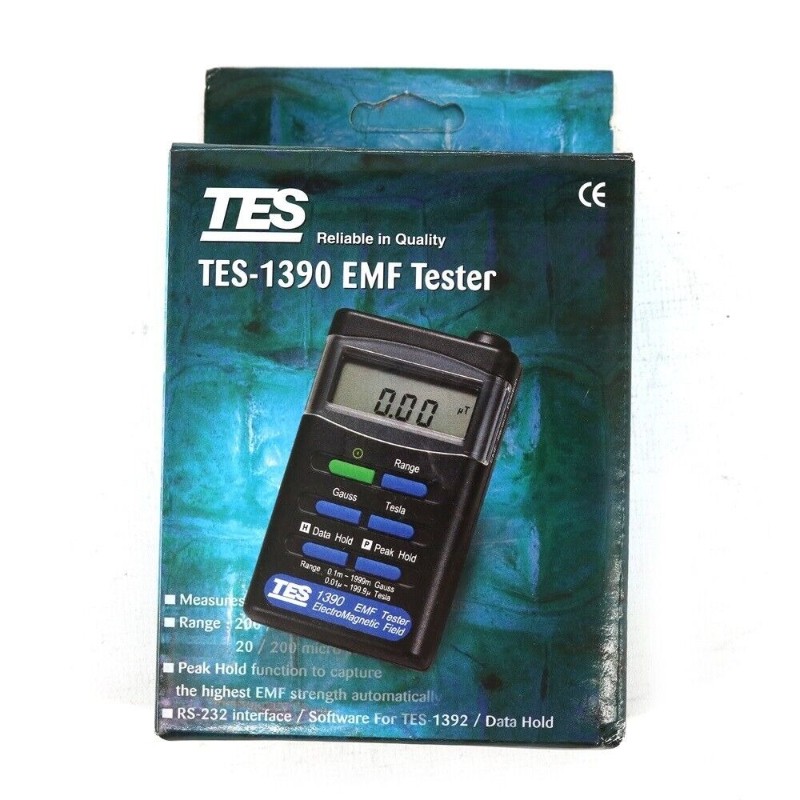 TES
Reliable in Quality
CE
TES-1390 EMF Tester
0.00 µT
Range
Gauss Tesla
H Data Hold P Peak Hold
Range 0.1m ~ 1999m Gauss
0.01µ ~ 199.9µ Tesla
TES 1390 EMF Tester
ElectroMagnetic Field
Measures
Range : 200
20 / 200 micro
Peak Hold function to capture
the highest EMF strength automatically
RS-232 interface / Software For TES-1392 / Data Hold